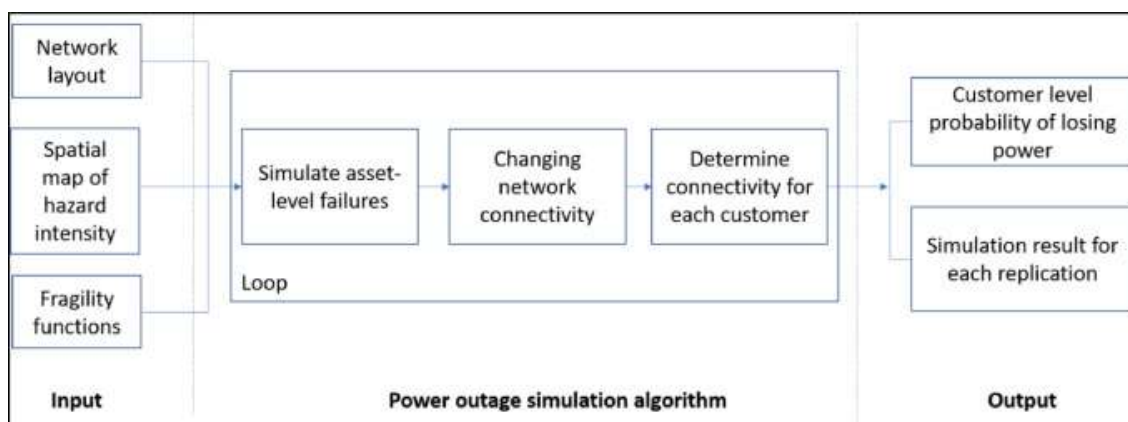 Network
layout
Spatial
map of
hazard
intensity
Fragility
functions
Input
Simulate asset-
level failures
Changing
network
connectivity
Determine
connectivity for
each customer
Loop
Power outage simulation algorithm
Customer level
probability of losing
power
Simulation result for
each replication
Output